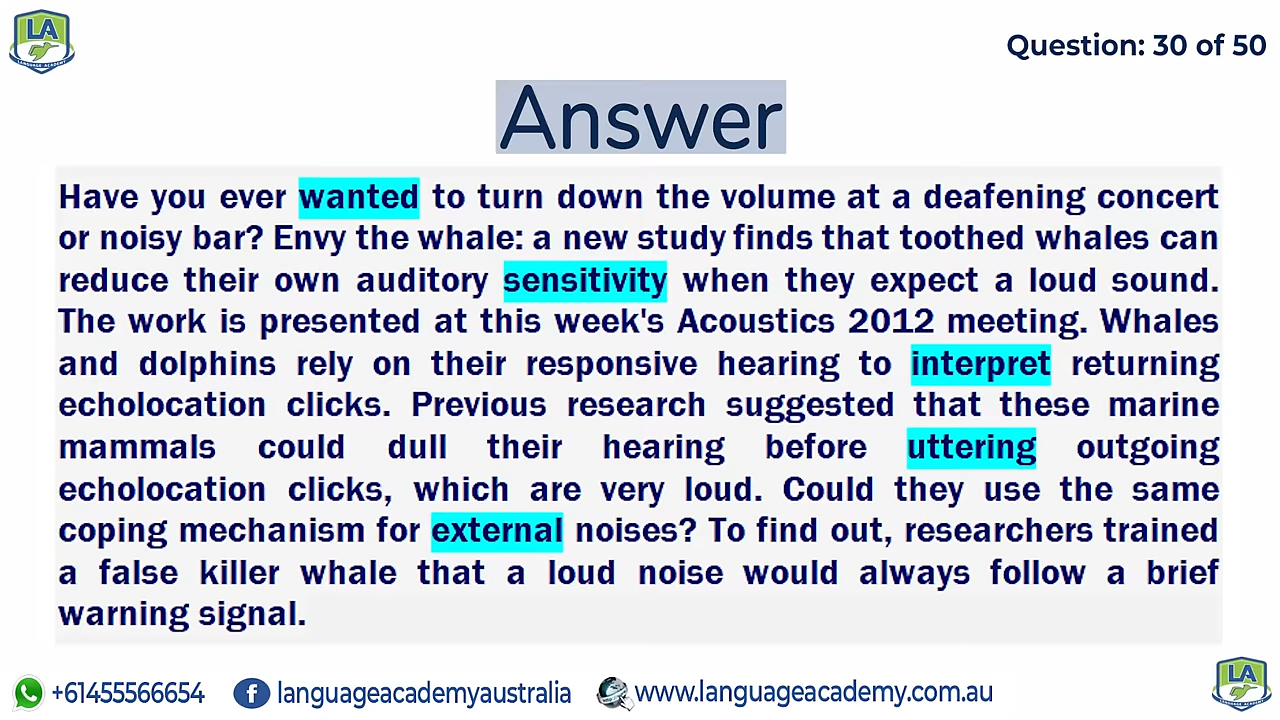 LA
LANGUAGE ACADEMY
Question: 30 of 50
Answer
Have you ever wanted to turn down the volume at a deafening concert
or noisy bar? Envy the whale: a new study finds that toothed whales can
reduce their own auditory sensitivity when they expect a loud sound.
The work is presented at this week's Acoustics 2012 meeting. Whales
and dolphins rely on their responsive hearing to interpret returning
echolocation clicks. Previous research suggested that these marine
mammals could dull their hearing before uttering outgoing
echolocation clicks, which are very loud. Could they use the same
coping mechanism for external noises? To find out, researchers trained
a false killer whale that a loud noise would always follow a brief
warning signal.
+61455566654 languageacademyaustralia www.languageacademy.com.au
LA
LANGUAGE ACADEMY